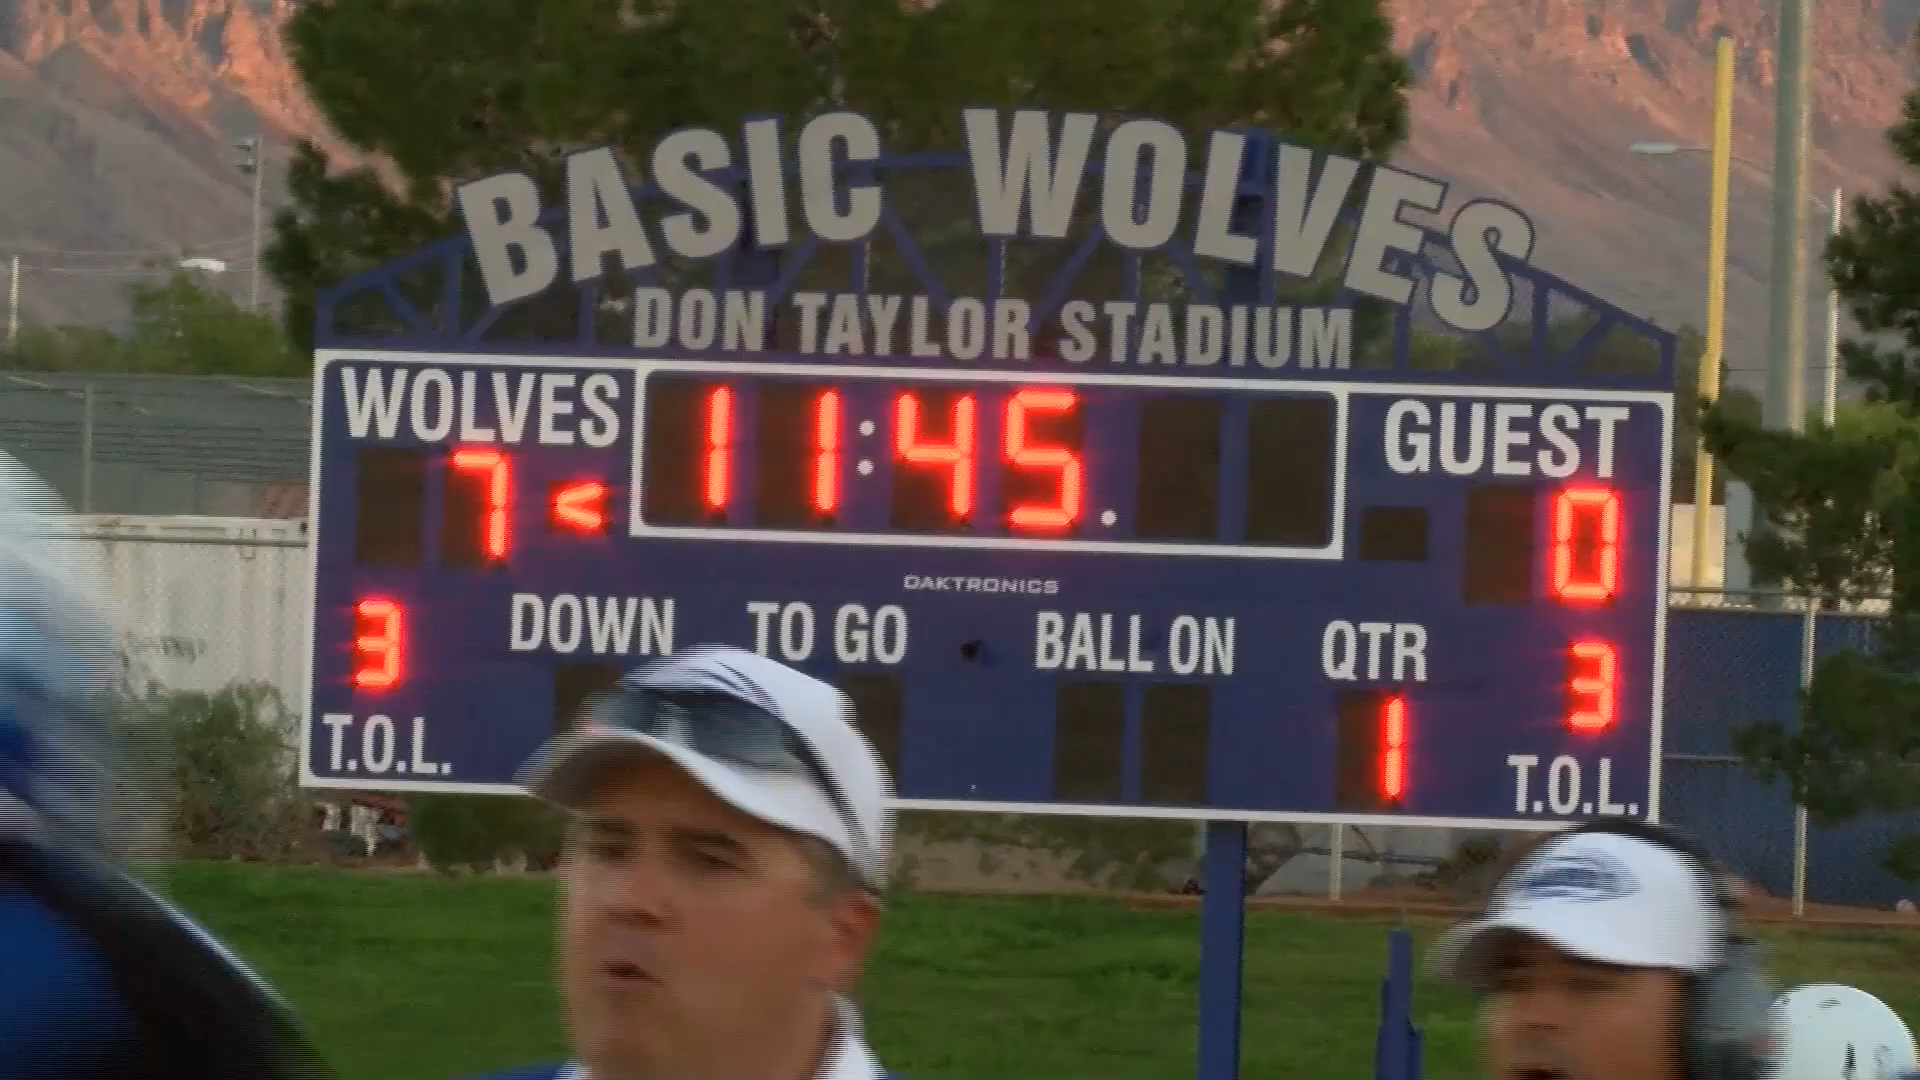 BASIC WOLVES
DON TAYLOR STADIUM
WOLVES 11:45. GUEST
7 < 0
DAKTRONICS
3 DOWN TO GO BALL ON QTR 3
T.O.L. 1 T.O.L.